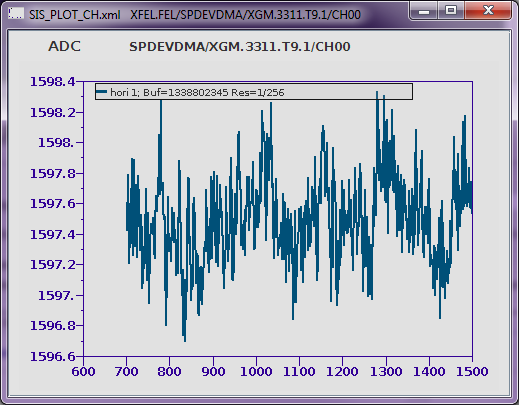 SIS_PLOT_CH.xml XFEL.FEL/SPDEVDMA/XGM.3311.T9.1/CH00
ADC SPDEVDMA/XGM.3311.T9.1/CH00
hori 1; Buf=1338802345 Res=1/256
1598.4
1598.2
1598.
1597.8
1597.6
1597.4
1597.2
1597.
1596.8
1596.6
600 700 800 900 1000 1100 1200 1300 1400 1500